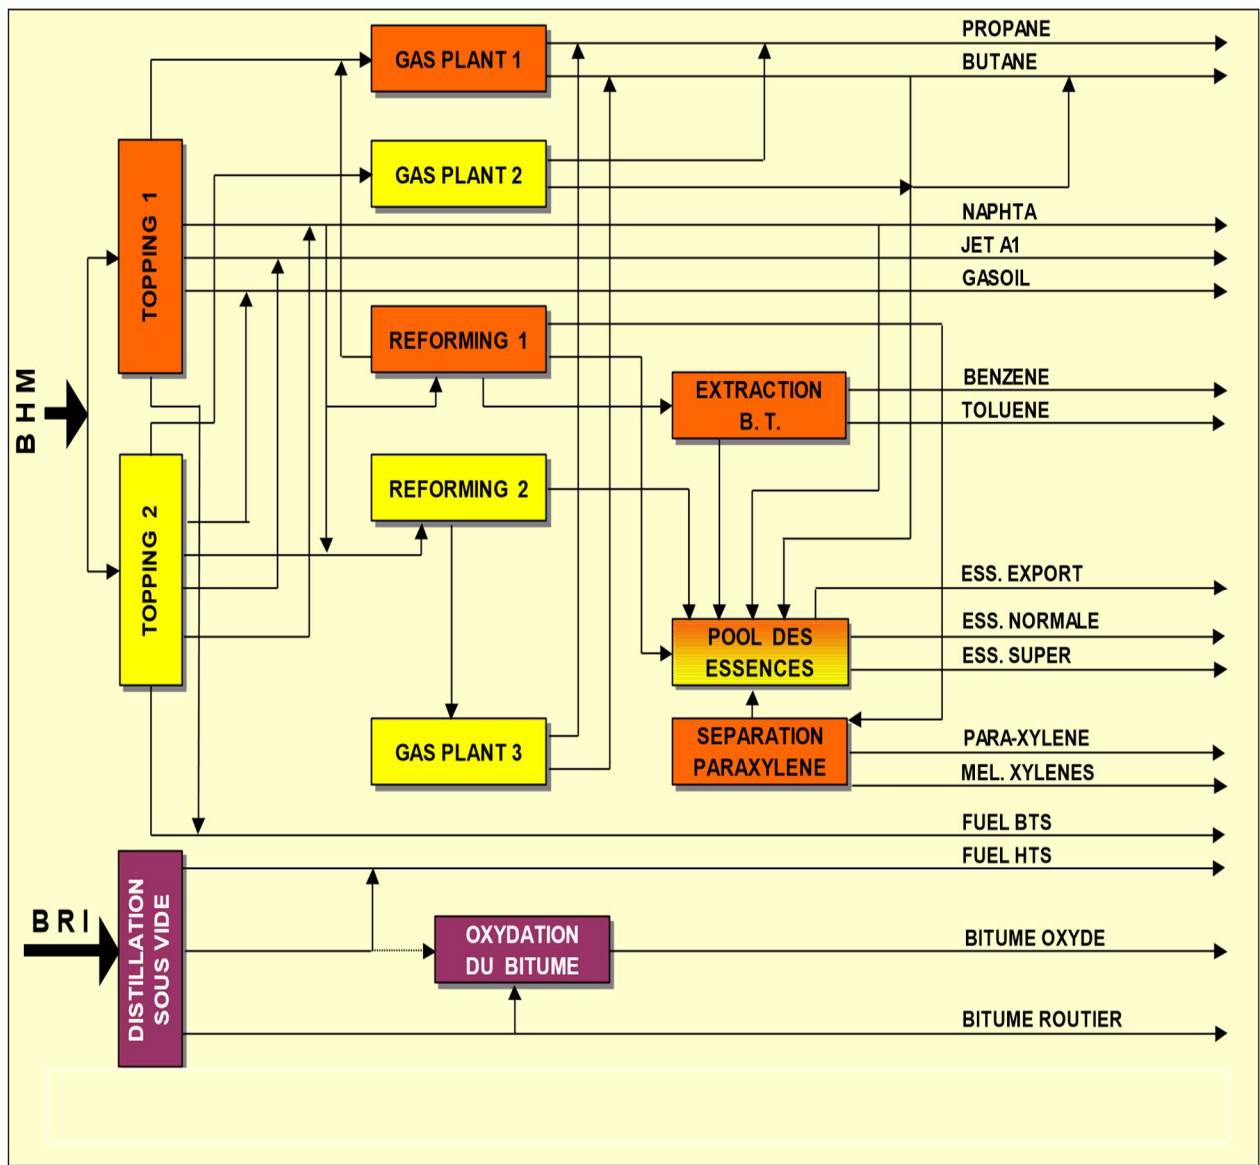 PROPANE
GAS PLANT 1
BUTANE
GAS PLANT 2
NAPHTA
TOPPING 1
JET A1
GASOIL
REFORMING 1
BENZENE
EXTRACTION
B. T.
TOLUENE
BHM
REFORMING 2
TOPPING 2
ESS. EXPORT
ESS. NORMALE
POOL DES
ESSENCES
ESS. SUPER
GAS PLANT 3
SEPARATION
PARAXYLENE
PARA-XYLENE
MEL. XYLENES
FUEL BTS
FUEL HTS
BRI
DISTILLATION
SOUS VIDE
OXYDATION
DU BITUME
BITUME OXYDE
BITUME ROUTIER